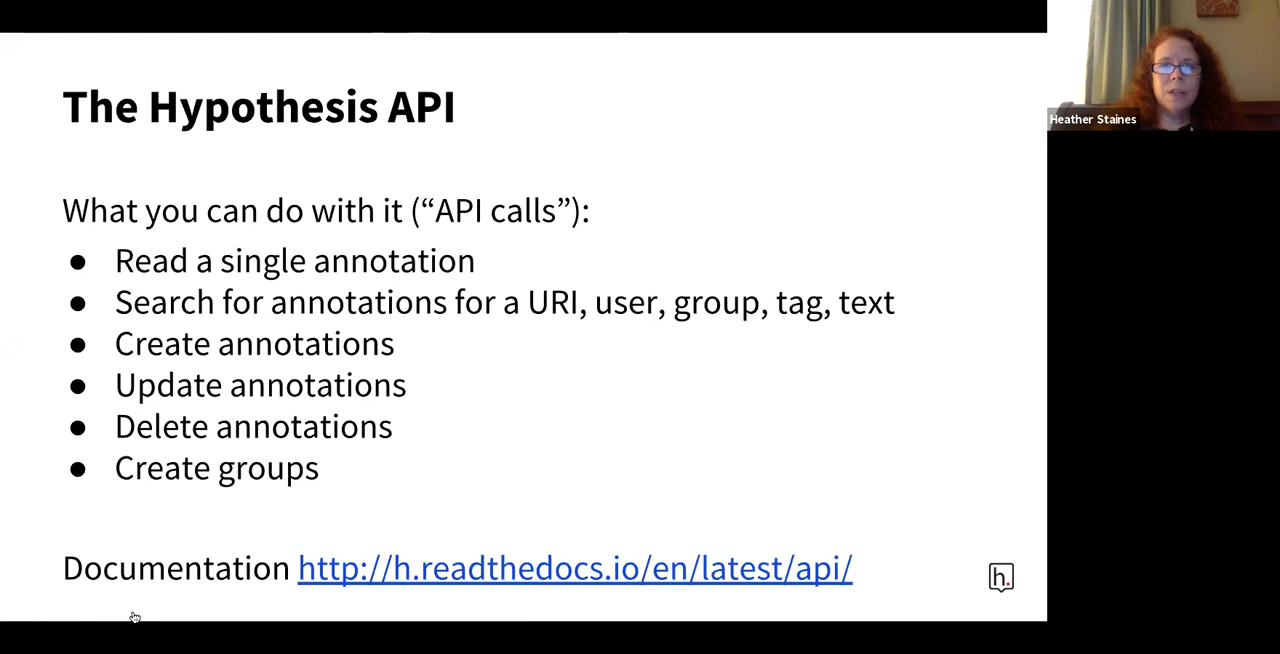 The Hypothesis API
Heather Staines
What you can do with it (“API calls”):
● Read a single annotation
● Search for annotations for a URI, user, group, tag, text
● Create annotations
● Update annotations
● Delete annotations
● Create groups
Documentation http://h.readthedocs.io/en/latest/api/
h.